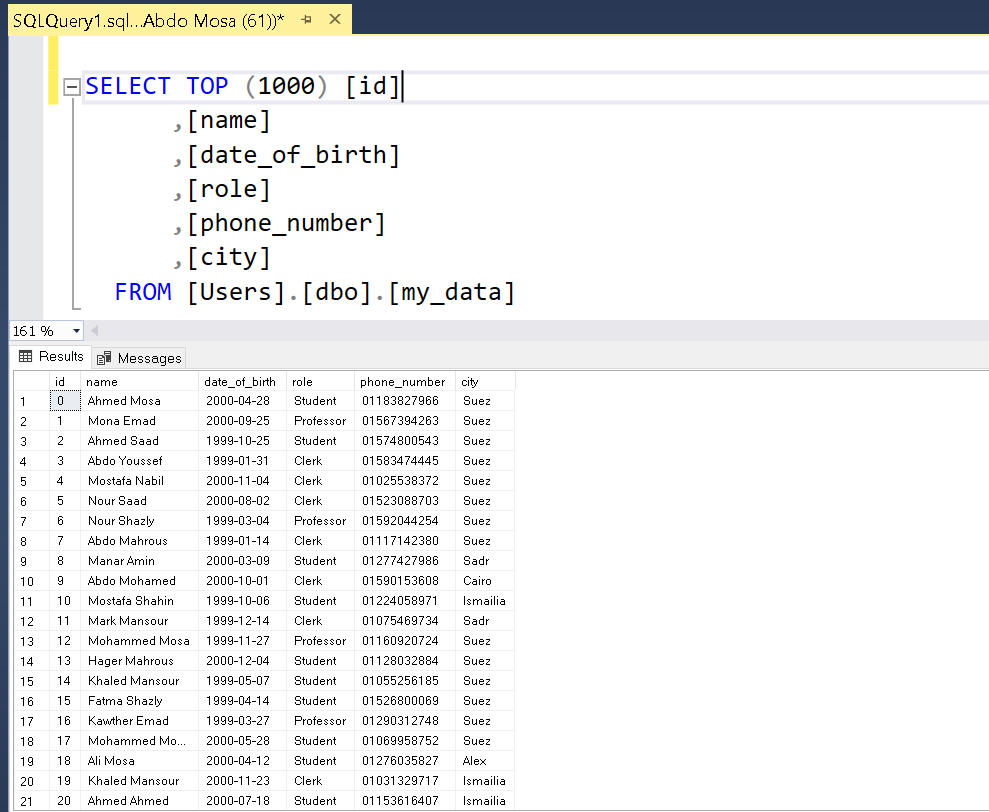 SQLQuery1.sql...Abdo Mosa (61))*
SELECT TOP (1000) [id]
,[name]
,[date_of_birth]
,[role]
,[phone_number]
,[city]
FROM [Users].[dbo].[my_data]
161 %
Results Messages
id name date_of_birth role phone_number city
1 0 Ahmed Mosa 2000-04-28 Student 01183827966 Suez
2 1 Mona Emad 2000-09-25 Professor 01567394263 Suez
3 2 Ahmed Saad 1999-10-25 Student 01574800543 Suez
4 3 Abdo Youssef 1999-01-31 Clerk 01583474445 Suez
5 4 Mostafa Nabil 2000-11-04 Clerk 01025538372 Suez
6 5 Nour Saad 2000-08-02 Clerk 01523088703 Suez
7 6 Nour Shazly 1999-03-04 Professor 01592044254 Suez
8 7 Abdo Mahrous 1999-01-14 Clerk 01117142380 Suez
9 8 Manar Amin 2000-03-09 Student 01277427986 Sadr
10 9 Abdo Mohamed 2000-10-01 Clerk 01590153608 Cairo
11 10 Mostafa Shahin 1999-10-06 Student 01224058971 Ismailia
12 11 Mark Mansour 1999-12-14 Clerk 01075469734 Sadr
13 12 Mohammed Mosa 1999-11-27 Professor 01160920724 Suez
14 13 Hager Mahrous 2000-12-04 Student 01128032884 Suez
15 14 Khaled Mansour 1999-05-07 Student 01055256185 Suez
16 15 Fatma Shazly 1999-04-14 Student 01526800069 Suez
17 16 Kawther Emad 1999-03-27 Professor 01290312748 Suez
18 17 Mohammed Mo... 2000-05-28 Student 01069958752 Suez
19 18 Ali Mosa 2000-04-12 Student 01276035827 Alex
20 19 Khaled Mansour 2000-11-23 Clerk 01031329717 Ismailia
21 20 Ahmed Ahmed 2000-07-18 Student 01153616407 Ismailia